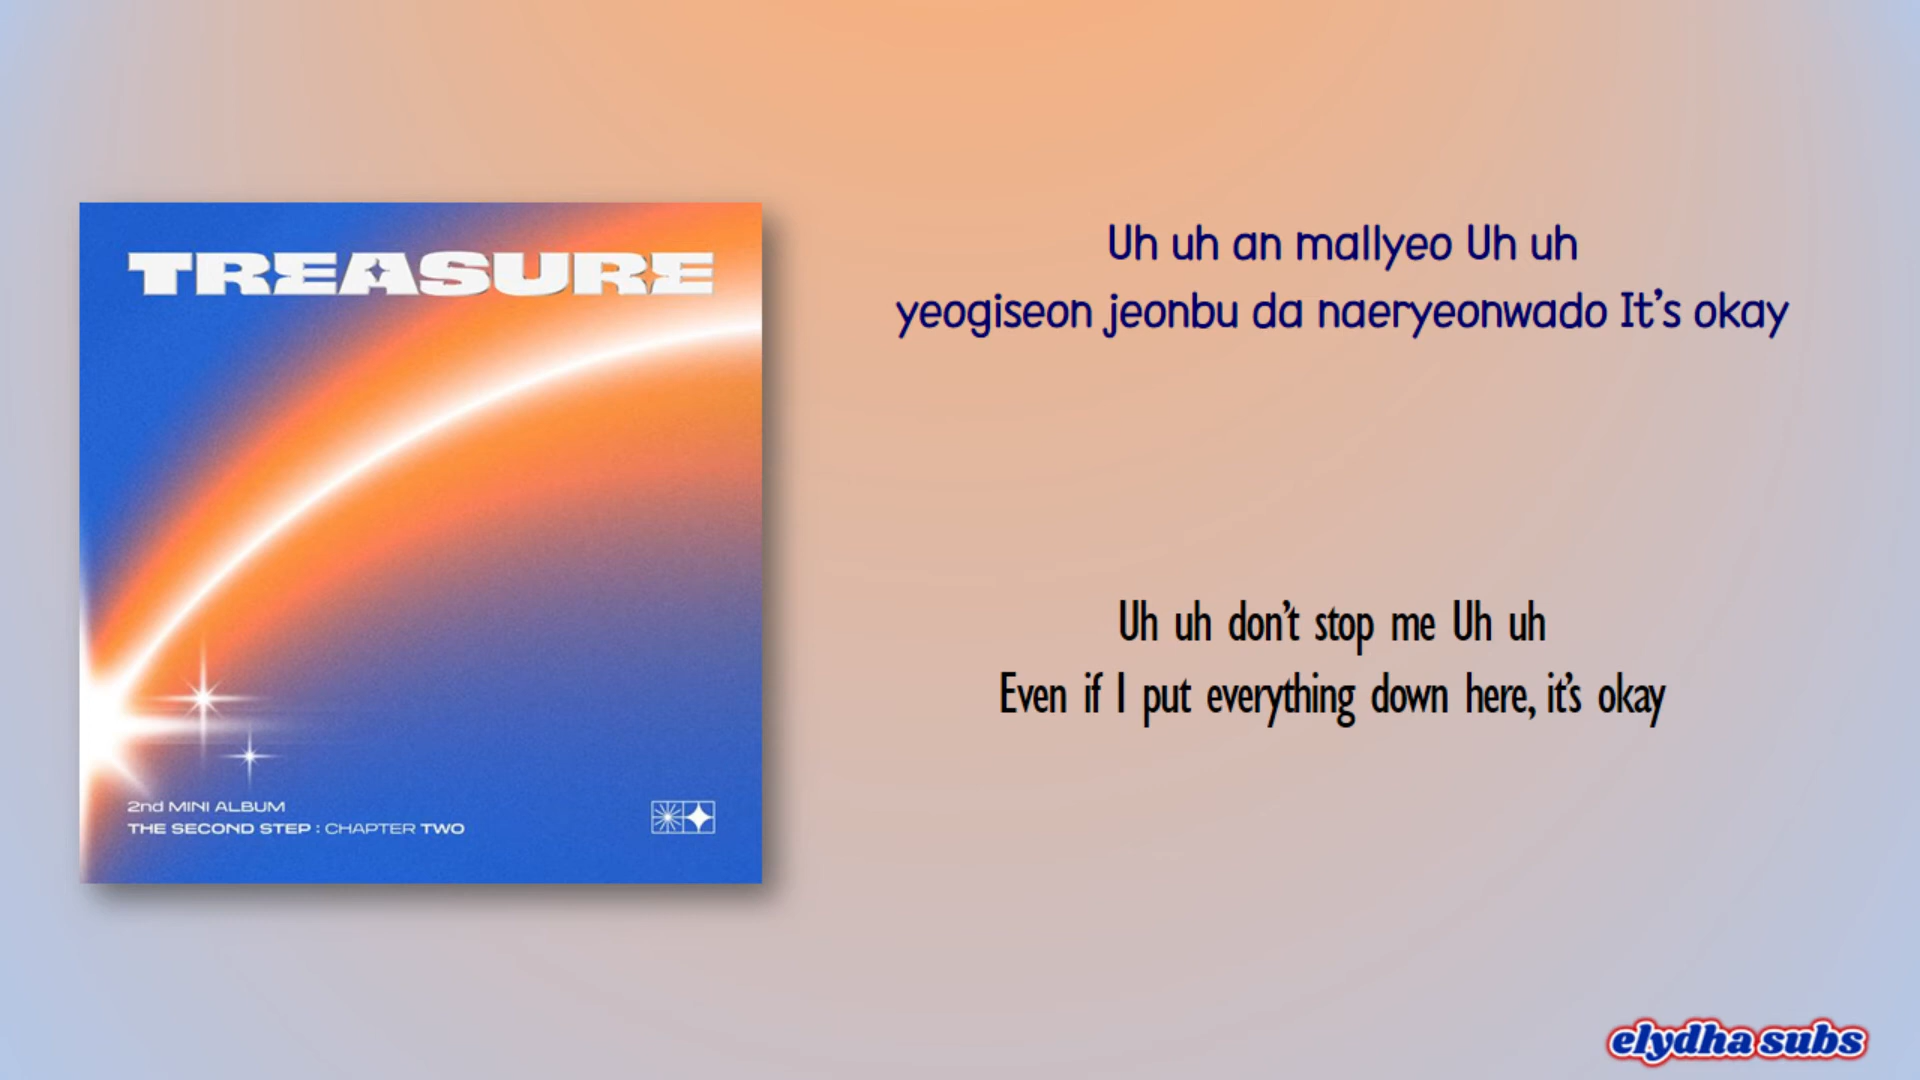 TREASURE
2nd MINI ALBUM
THE SECOND STEP : CHAPTER TWO
Uh uh an mallyeo Uh uh
yeogiseon jeonbu da naeryeonwado It's okay
Uh uh don't stop me Uh uh
Even if I put everything down here, it's okay
elydha subs